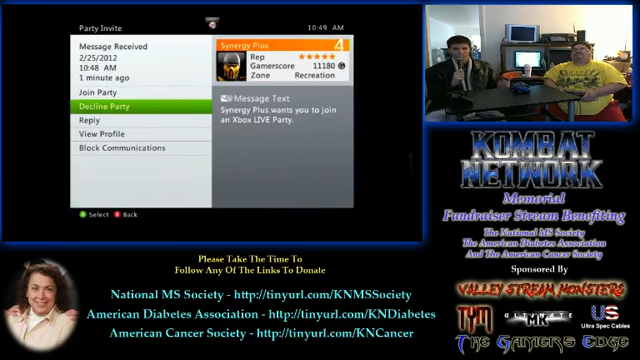 Party Invite
10:49 AM
Message Received
2/25/2012
10:48 AM
1 minute ago
Join Party
Decline Party
Reply
View Profile
Block Communications
Select
Back
Synergy Plus
4
Rep
Gamerscore 11180 G
Zone Recreation
Message Text
Synergy Plus wants you to join
an Xbox LIVE Party.
KOMBAT
NETWORK
Memorial
Fundraiser Stream Benefiting
The National MS Society
The American Diabetes Association
And The American Cancer Society
Sponsored By
VALLEY STREAM MONSTERS
TYM
ULTIMATE
MK
US
Ultra Spec Cables
THE GAMER'S EDGE
Please Take The Time To
Follow Any Of The Links To Donate
National MS Society - http://tinyurl.com/KNMSSociety
American Diabetes Association - http://tinyurl.com/KNDiabetes
American Cancer Society - http://tinyurl.com/KNCancer